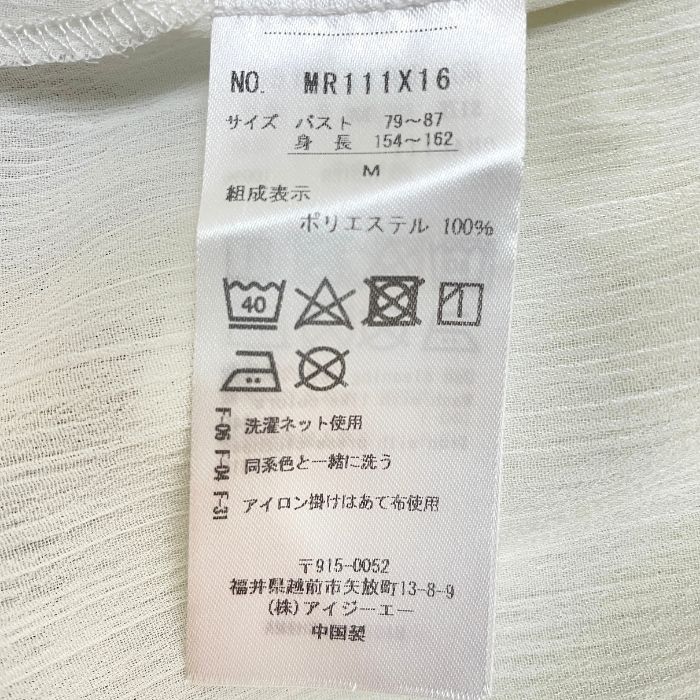 NO. MR111X16
サイズ バスト 79～87
身長 154～162
M
組成表示
ポリエステル 100%
40
F-06 F-04 F-31
洗濯ネット使用
同系色と一緒に洗う
アイロン掛けはあて布使用
〒915-0052
福井県越前市矢放町13-8-9
(株)アイジーエー
中国製